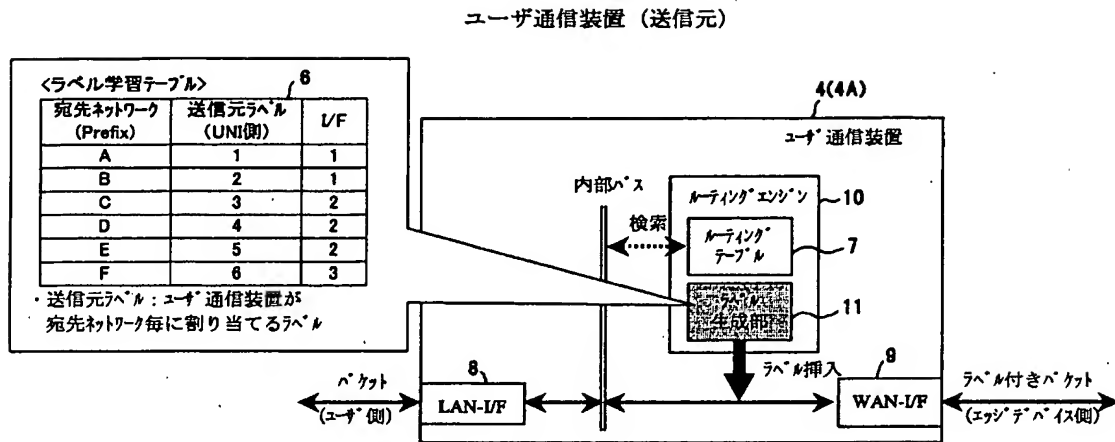 ユーザ通信装置（送信元）
<ラベル学習テーブル>
6
宛先ネットワーク
(Prefix)
送信元ラベル
(UNI側)
I/F
A 1 1
B 2 1
C 3 2
D 4 2
E 5 2
F 6 3
・送信元ラベル：ユーザ通信装置が
宛先ネットワーク毎に割り当てるラベル
4(4A)
ユーザ通信装置
内部バス
検索
ルーティングエンジン
10
ルーティング
テーブル
7
ラベル
生成部
11
ラベル挿入
パケット
(ユーザ側)
8
LAN-I/F
9
WAN-I/F
ラベル付きパケット
(エッジデバイス側)